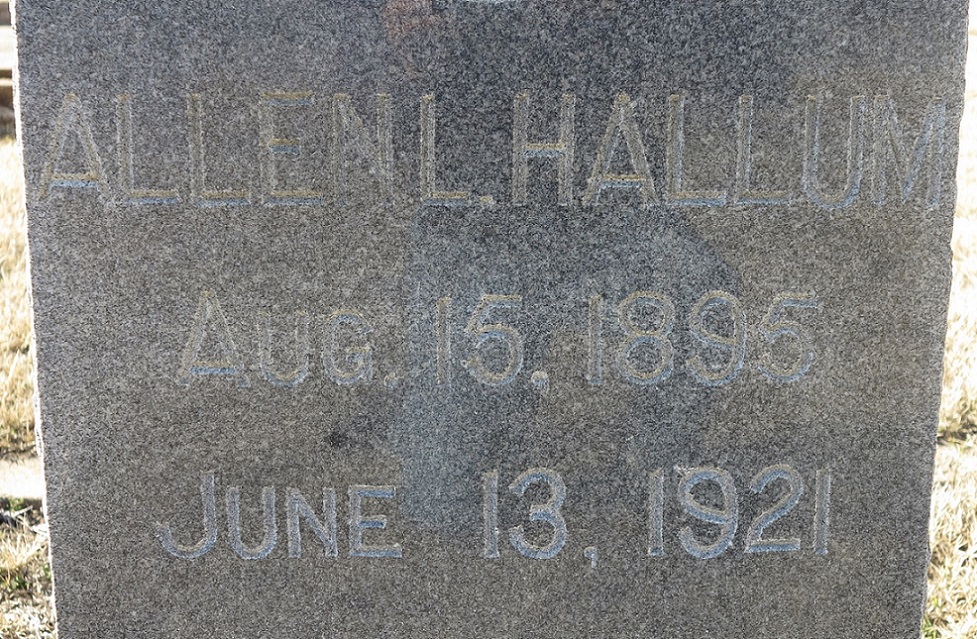 ALLEN L. HALLUM
AUG. 15, 1895
JUNE 13, 1921